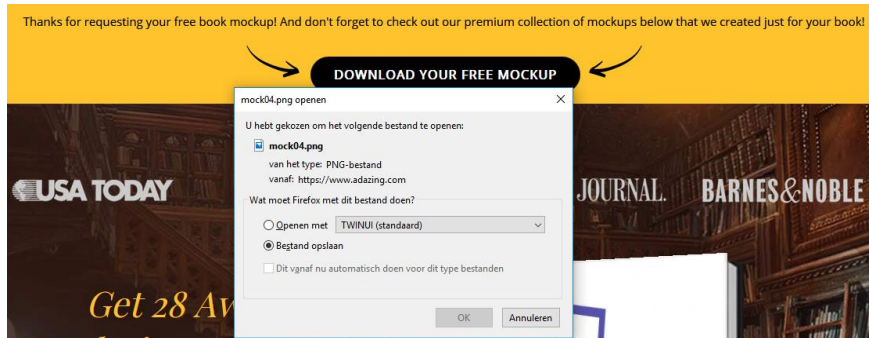 Thanks for requesting your free book mockup! And don't forget to check out our premium collection of mockups below that we created just for your book!
DOWNLOAD YOUR FREE MOCKUP
mock04.png openen
U hebt gekozen om het volgende bestand te openen:
mock04.png
van het type: PNG-bestand
vanaf: https://www.adazing.com
Wat moet Firefox met dit bestand doen?
Openen met TWINUI (standaard)
Bestand opslaan
Dit vanaf nu automatisch doen voor dit type bestanden
OK Annuleren
USA TODAY
JOURNAL.
BARNES&NOBLE
Get 28 Aw